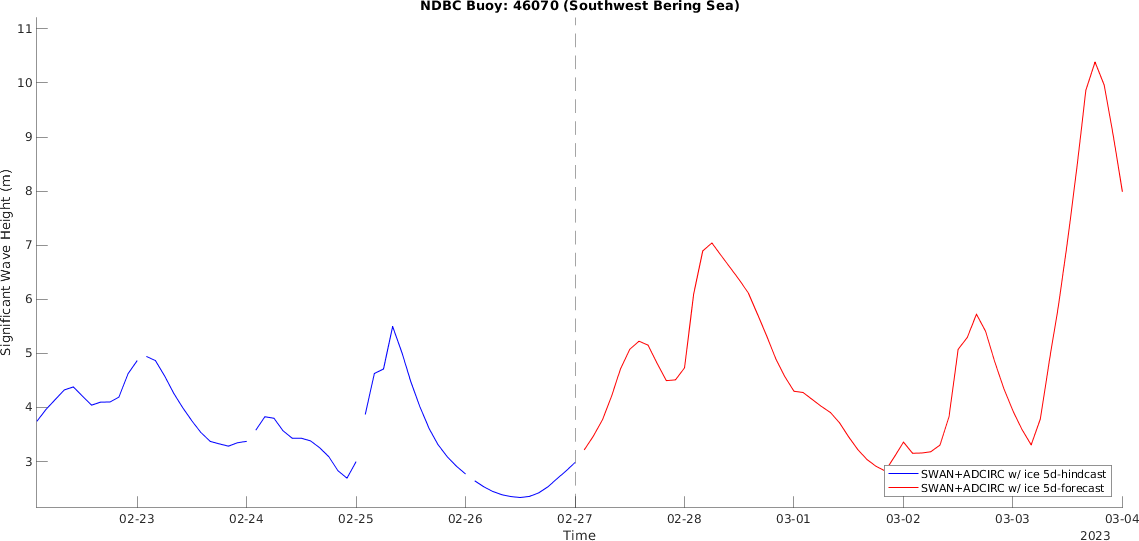 NDBC Buoy: 46070 (Southwest Bering Sea)
Significant Wave Height (m)
11
10
9
8
7
6
5
4
3
SWAN+ADCIRC w/ ice 5d-hindcast
SWAN+ADCIRC w/ ice 5d-forecast
02-23 02-24 02-25 02-26 02-27 02-28 03-01 03-02 03-03 03-04
Time
2023